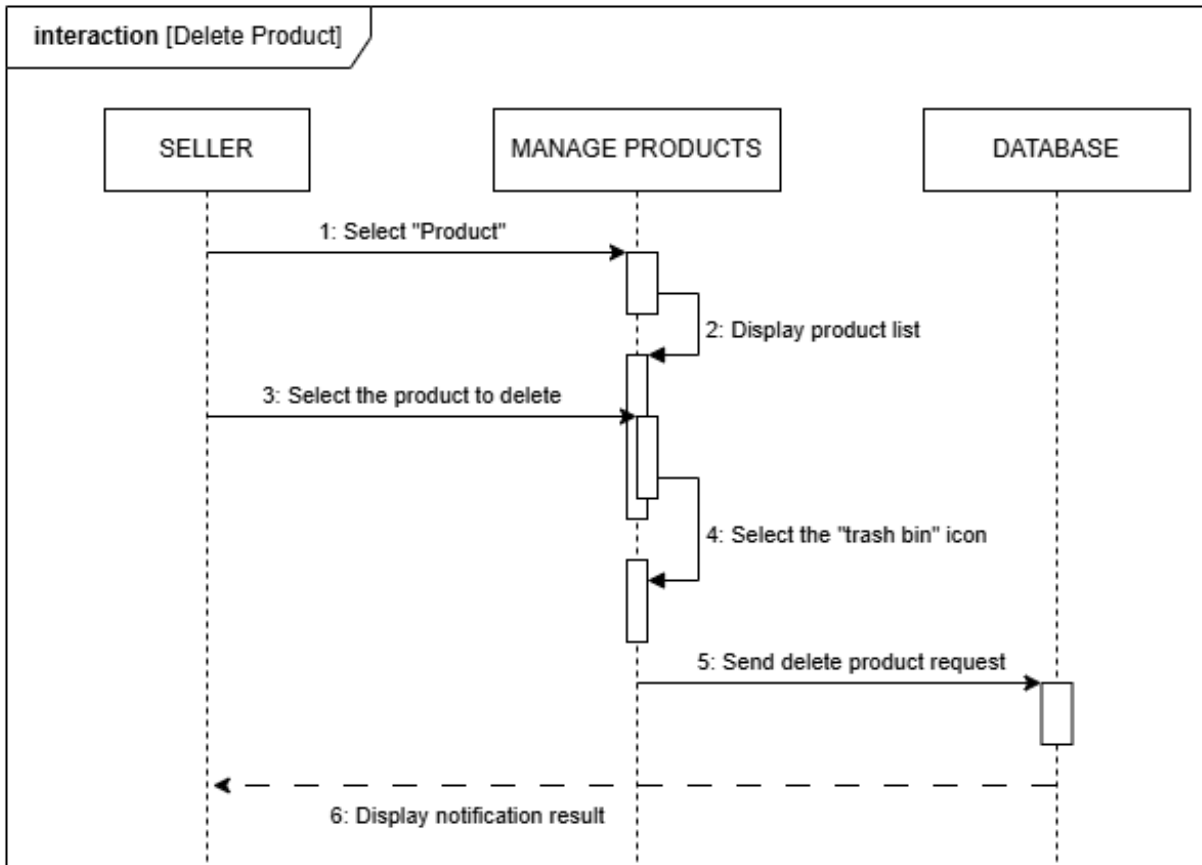 interaction [Delete Product]
SELLER
MANAGE PRODUCTS
DATABASE
1: Select "Product"
2: Display product list
3: Select the product to delete
4: Select the "trash bin" icon
5: Send delete product request
6: Display notification result